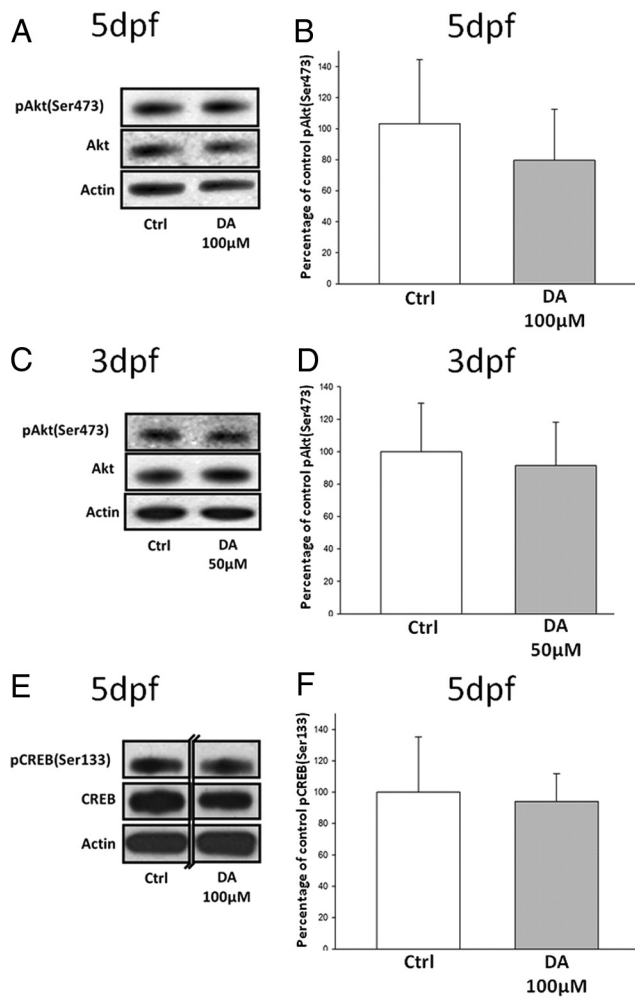 A 5dpf
pAkt(Ser473)
Akt
Actin
Ctrl DA
100µM
B 5dpf
Percentage of control pAkt(Ser473)
140
120
100
80
60
40
20
0
Ctrl DA
100µM
C 3dpf
pAkt(Ser473)
Akt
Actin
Ctrl DA
50µM
D 3dpf
Percentage of control pAkt(Ser473)
140
120
100
80
60
40
20
0
Ctrl DA
50µM
E 5dpf
pCREB(Ser133)
CREB
Actin
Ctrl DA
100µM
F 5dpf
Percentage of control pCREB(Ser133)
140
120
100
80
60
40
20
0
Ctrl DA
100µM